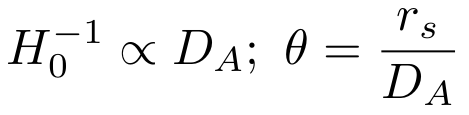 $H_0^{-1} \propto D_A; \ \theta = \frac{r_s}{D_A}$